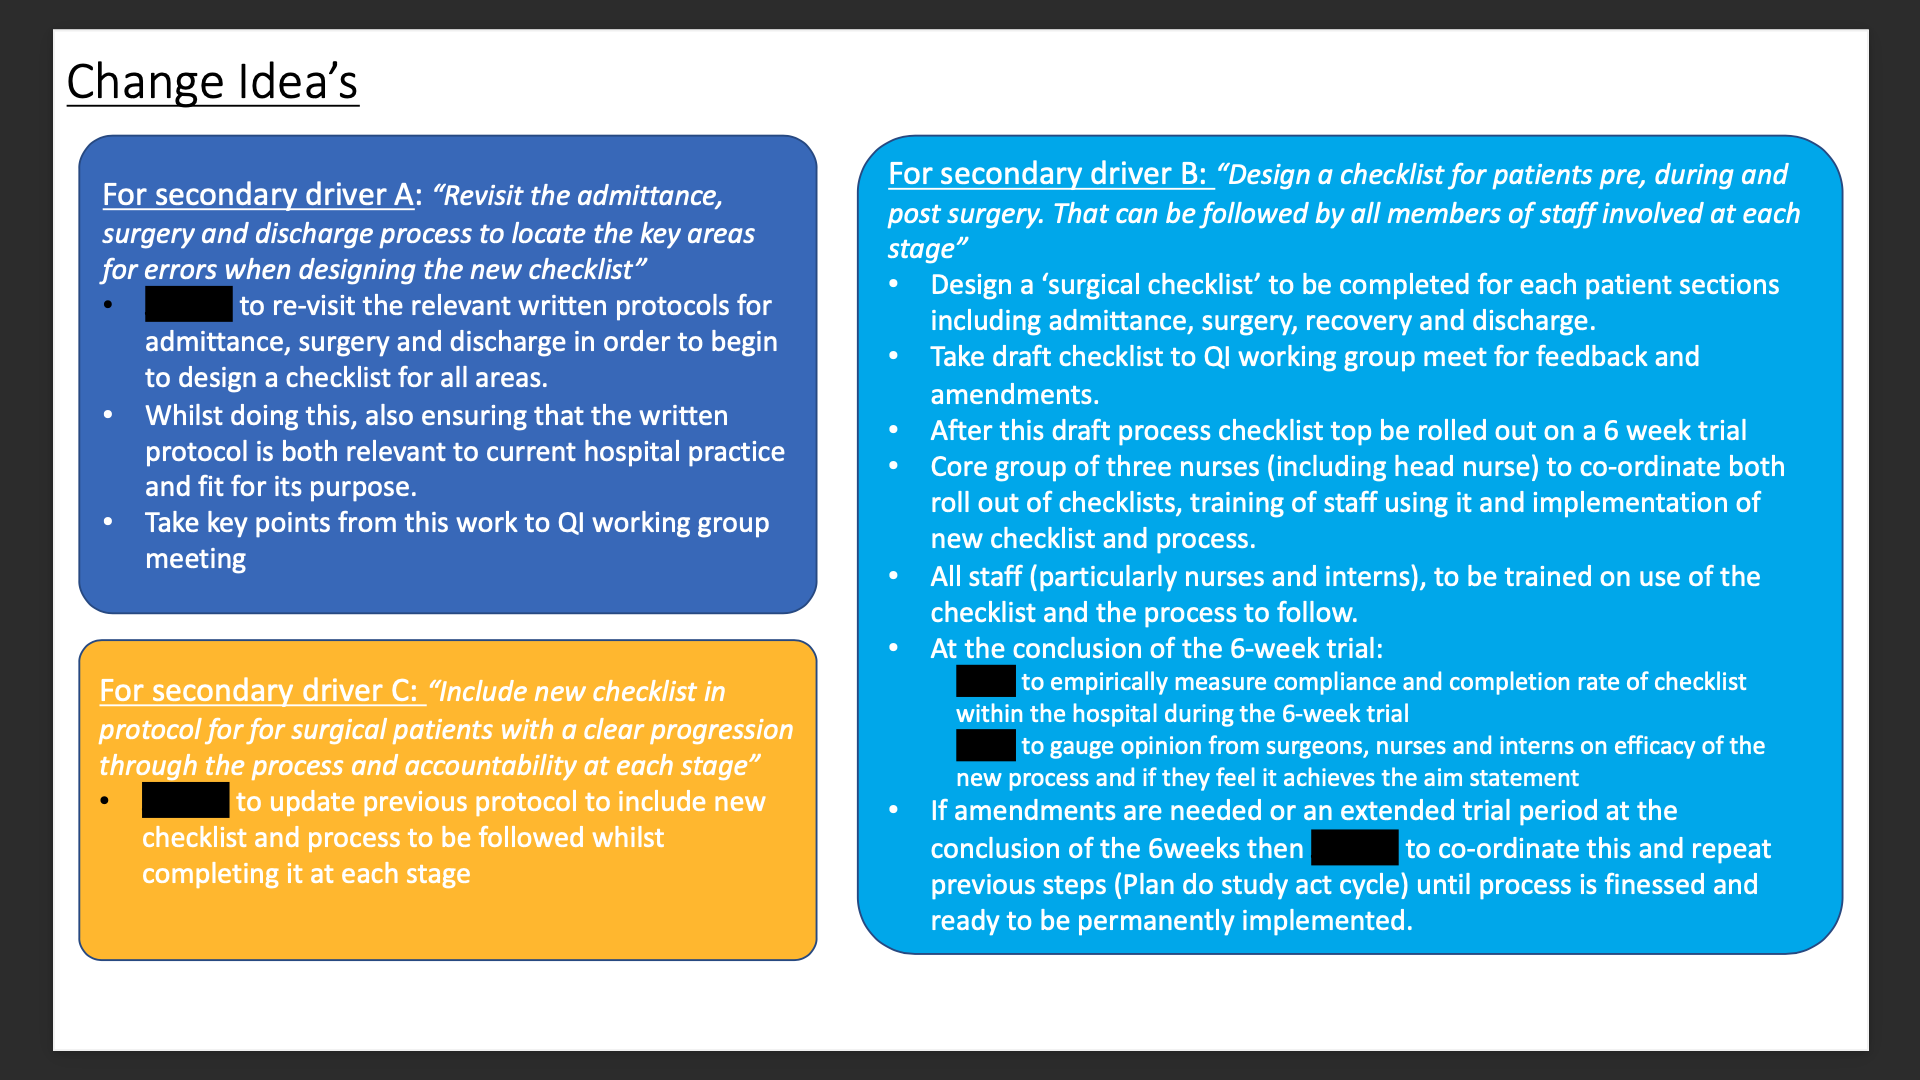 Change Idea’s
For secondary driver A: “Revisit the admittance,
surgery and discharge process to locate the key areas
for errors when designing the new checklist”
• to re-visit the relevant written protocols for
admittance, surgery and discharge in order to begin
to design a checklist for all areas.
• Whilst doing this, also ensuring that the written
protocol is both relevant to current hospital practice
and fit for its purpose.
• Take key points from this work to QI working group
meeting
For secondary driver C: “Include new checklist in
protocol for for surgical patients with a clear progression
through the process and accountability at each stage”
• to update previous protocol to include new
checklist and process to be followed whilst
completing it at each stage
For secondary driver B: “Design a checklist for patients pre, during and
post surgery. That can be followed by all members of staff involved at each
stage”
• Design a ‘surgical checklist’ to be completed for each patient sections
including admittance, surgery, recovery and discharge.
• Take draft checklist to QI working group meet for feedback and
amendments.
• After this draft process checklist top be rolled out on a 6 week trial
• Core group of three nurses (including head nurse) to co-ordinate both
roll out of checklists, training of staff using it and implementation of
new checklist and process.
• All staff (particularly nurses and interns), to be trained on use of the
checklist and the process to follow.
• At the conclusion of the 6-week trial:
to empirically measure compliance and completion rate of checklist
within the hospital during the 6-week trial
to gauge opinion from surgeons, nurses and interns on efficacy of the
new process and if they feel it achieves the aim statement
• If amendments are needed or an extended trial period at the
conclusion of the 6weeks then to co-ordinate this and repeat
previous steps (Plan do study act cycle) until process is finessed and
ready to be permanently implemented.